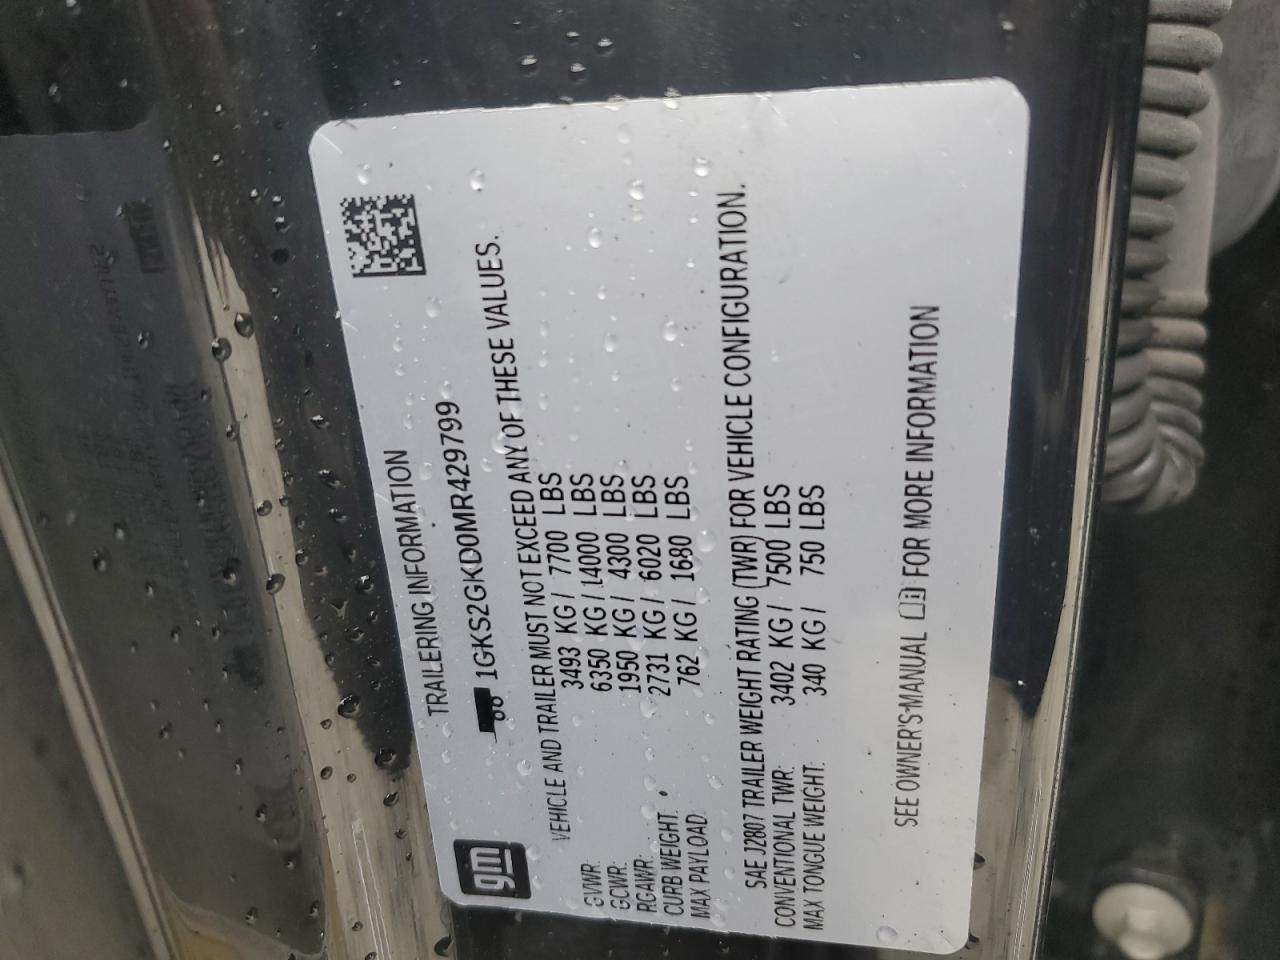 TRAILERING INFORMATION
1GKS2GKD0MR429799
gm
VEHICLE AND TRAILER MUST NOT EXCEED ANY OF THESE VALUES.
GVWR: 3493 KG / 7700 LBS
GCWR: 6350 KG / 14000 LBS
RGAWR: 1950 KG / 4300 LBS
CURB WEIGHT: 2731 KG / 6020 LBS
MAX PAYLOAD: 762 KG / 1680 LBS
SAE J2807 TRAILER WEIGHT RATING (TWR) FOR VEHICLE CONFIGURATION.
CONVENTIONAL TWR: 3402 KG / 7500 LBS
MAX TONGUE WEIGHT: 340 KG / 750 LBS
SEE OWNER'S MANUAL FOR MORE INFORMATION